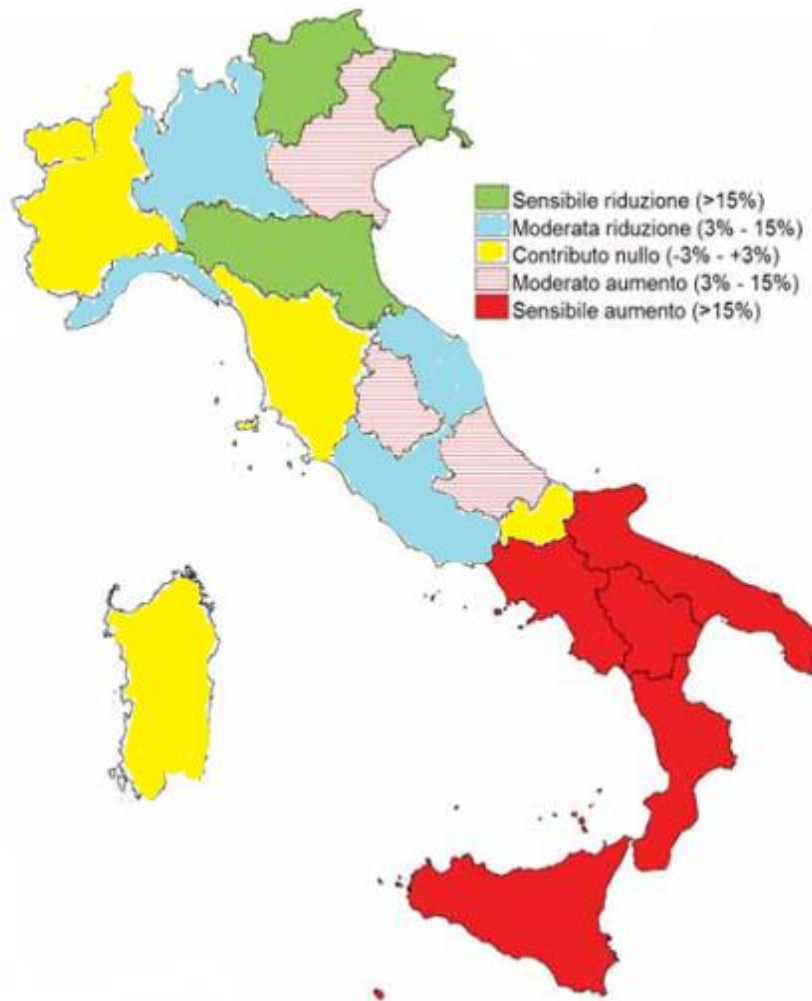 Sensibile riduzione (>15%)
Moderata riduzione (3% - 15%)
Contributo nullo (-3% - +3%)
Moderato aumento (3% - 15%)
Sensibile aumento (>15%)